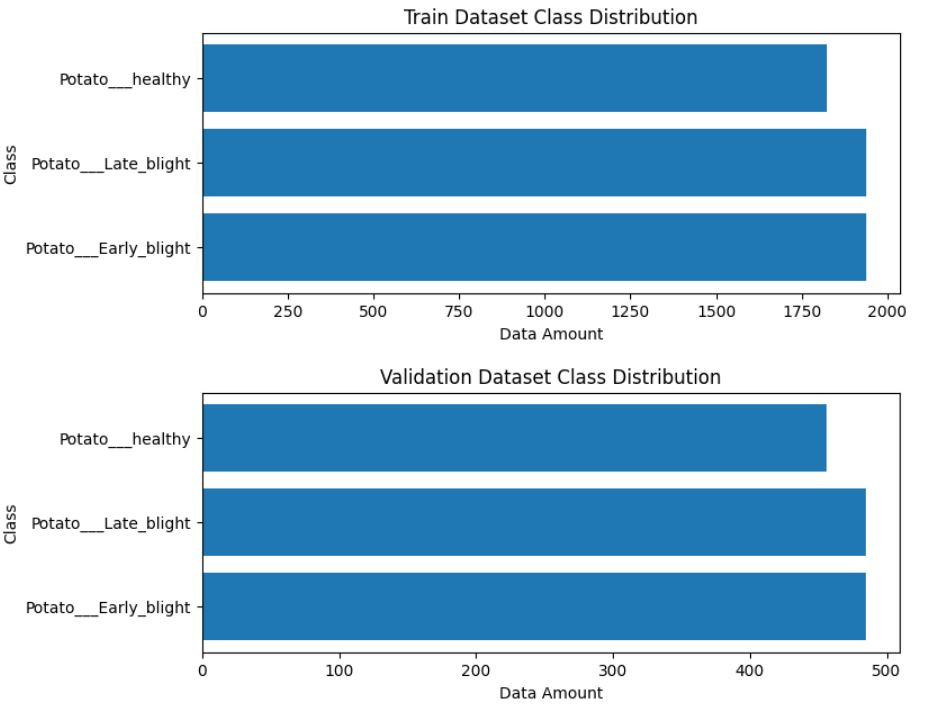 Train Dataset Class Distribution
Potato___healthy
Potato___Late_blight
Potato___Early_blight
Class
0 250 500 750 1000 1250 1500 1750 2000
Data Amount
Validation Dataset Class Distribution
Potato___healthy
Potato___Late_blight
Potato___Early_blight
Class
0 100 200 300 400 500
Data Amount